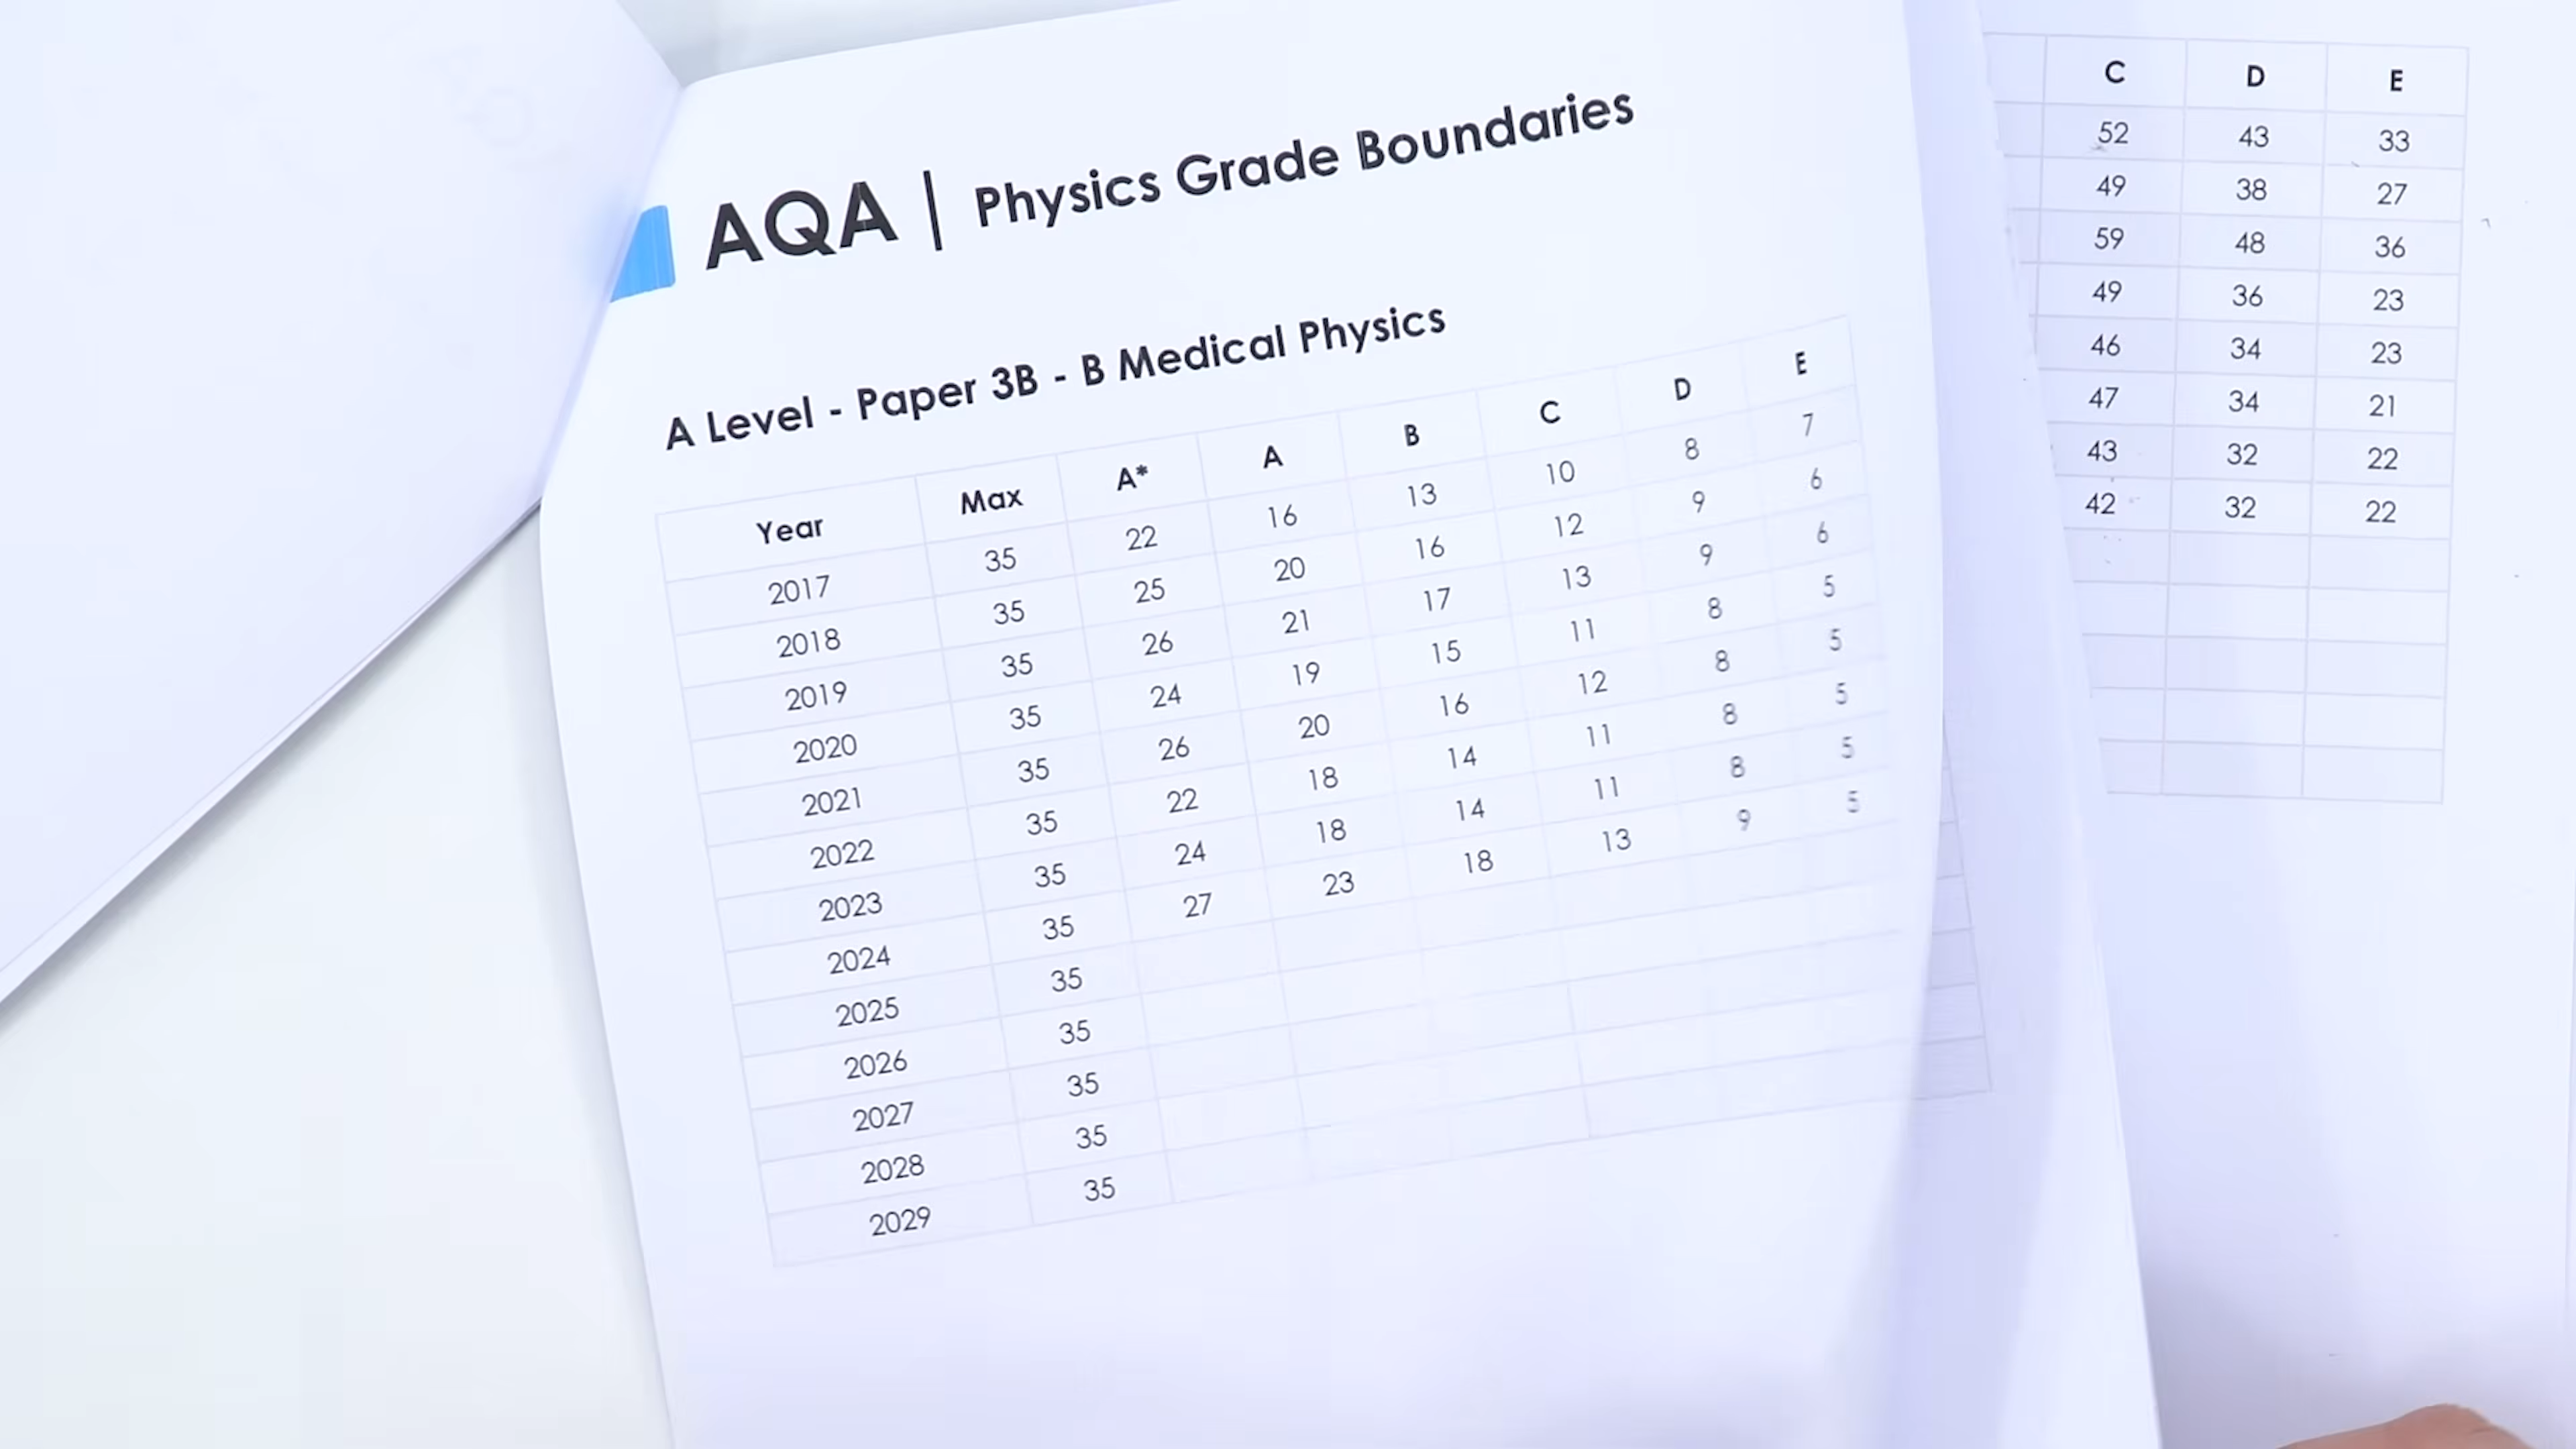 AQA | Physics Grade Boundaries
A Level - Paper 3B - B Medical Physics
Year Max A* A B C D E
2017 35 22 16 13 10 8 7
2018 35 25 20 16 12 9 6
2019 35 26 21 17 13 9 6
2020 35 24 19 15 11 8 5
2021 35 26 20 16 12 8 5
2022 35 22 18 14 11 8 5
2023 35 24 18 14 11 8 5
2024 35 27 23 18 13 9 5
2025 35
2026 35
2027 35
2028 35
2029 35
C D E
52 43 33
49 38 27
59 48 36
49 36 23
46 34 23
47 34 21
43 32 22
42 32 22